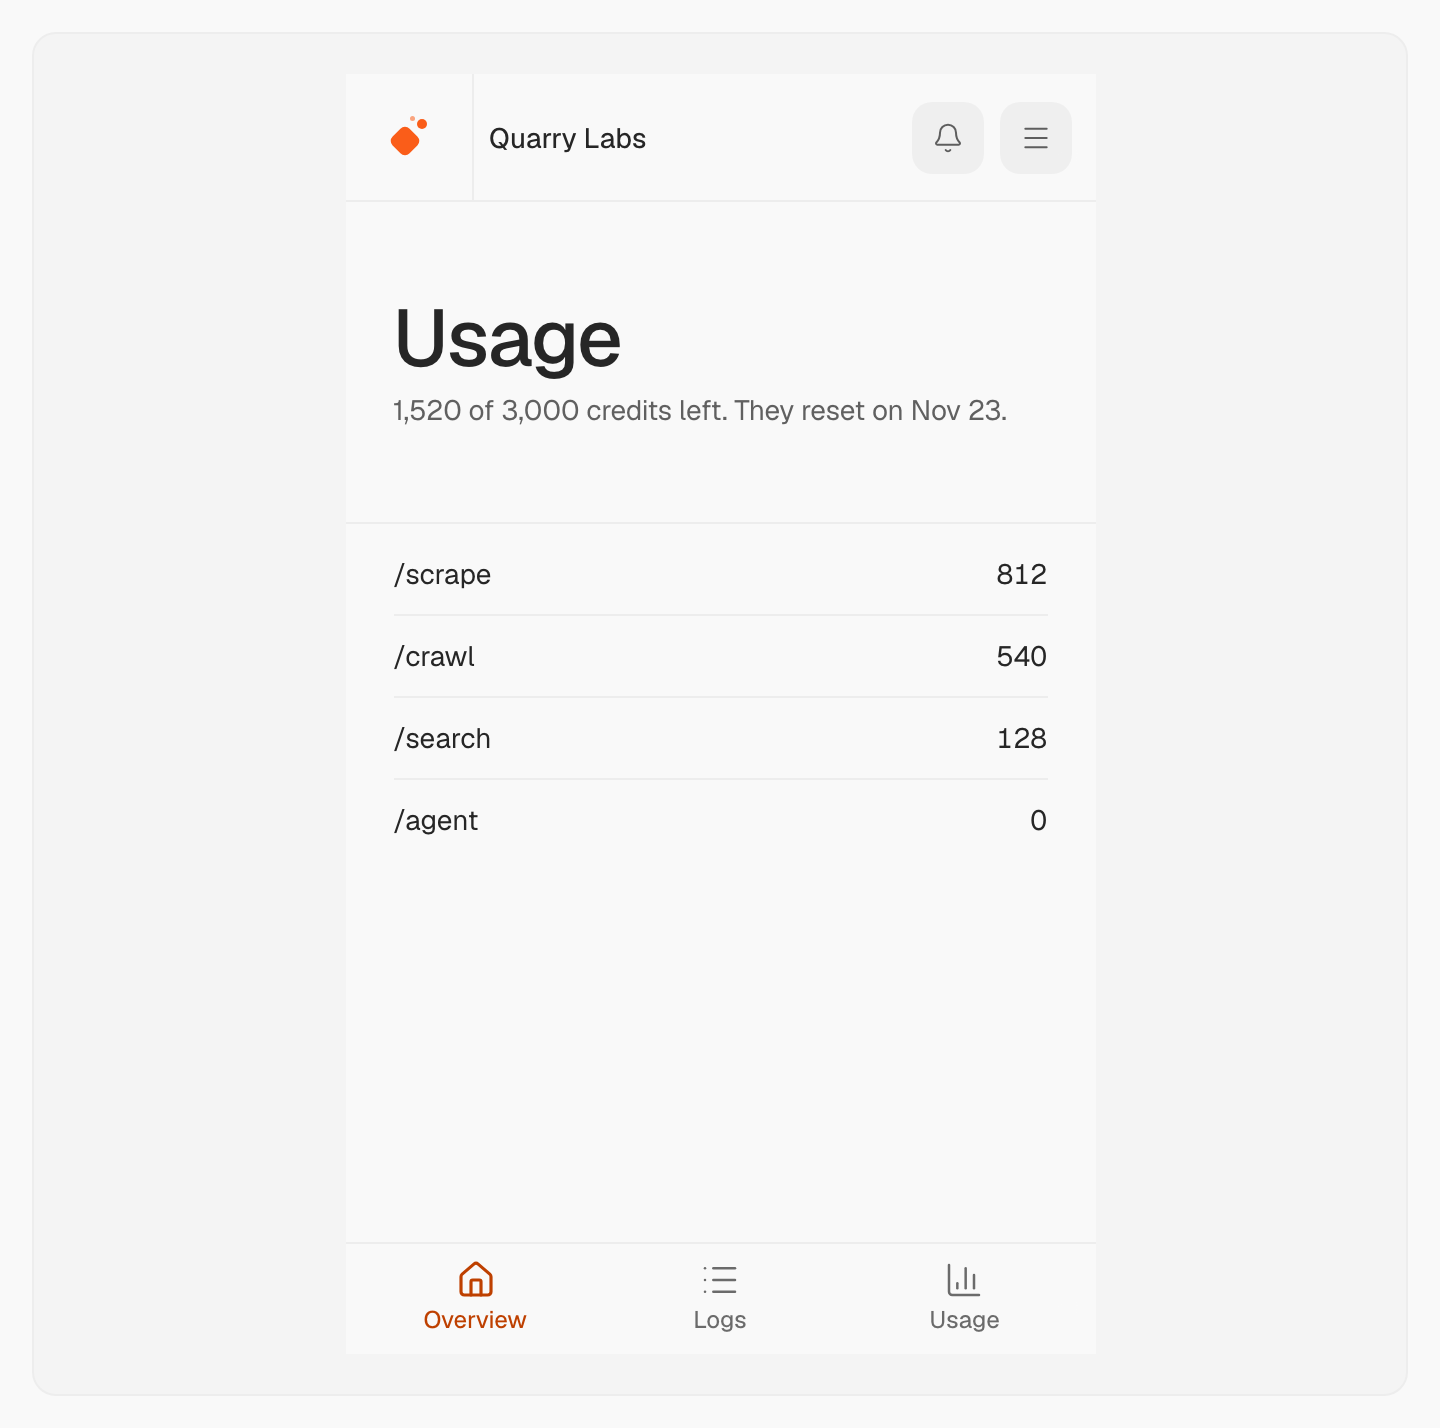 Quarry Labs
Usage
1,520 of 3,000 credits left. They reset on Nov 23.
/scrape 812
/crawl 540
/search 128
/agent 0
Overview Logs Usage